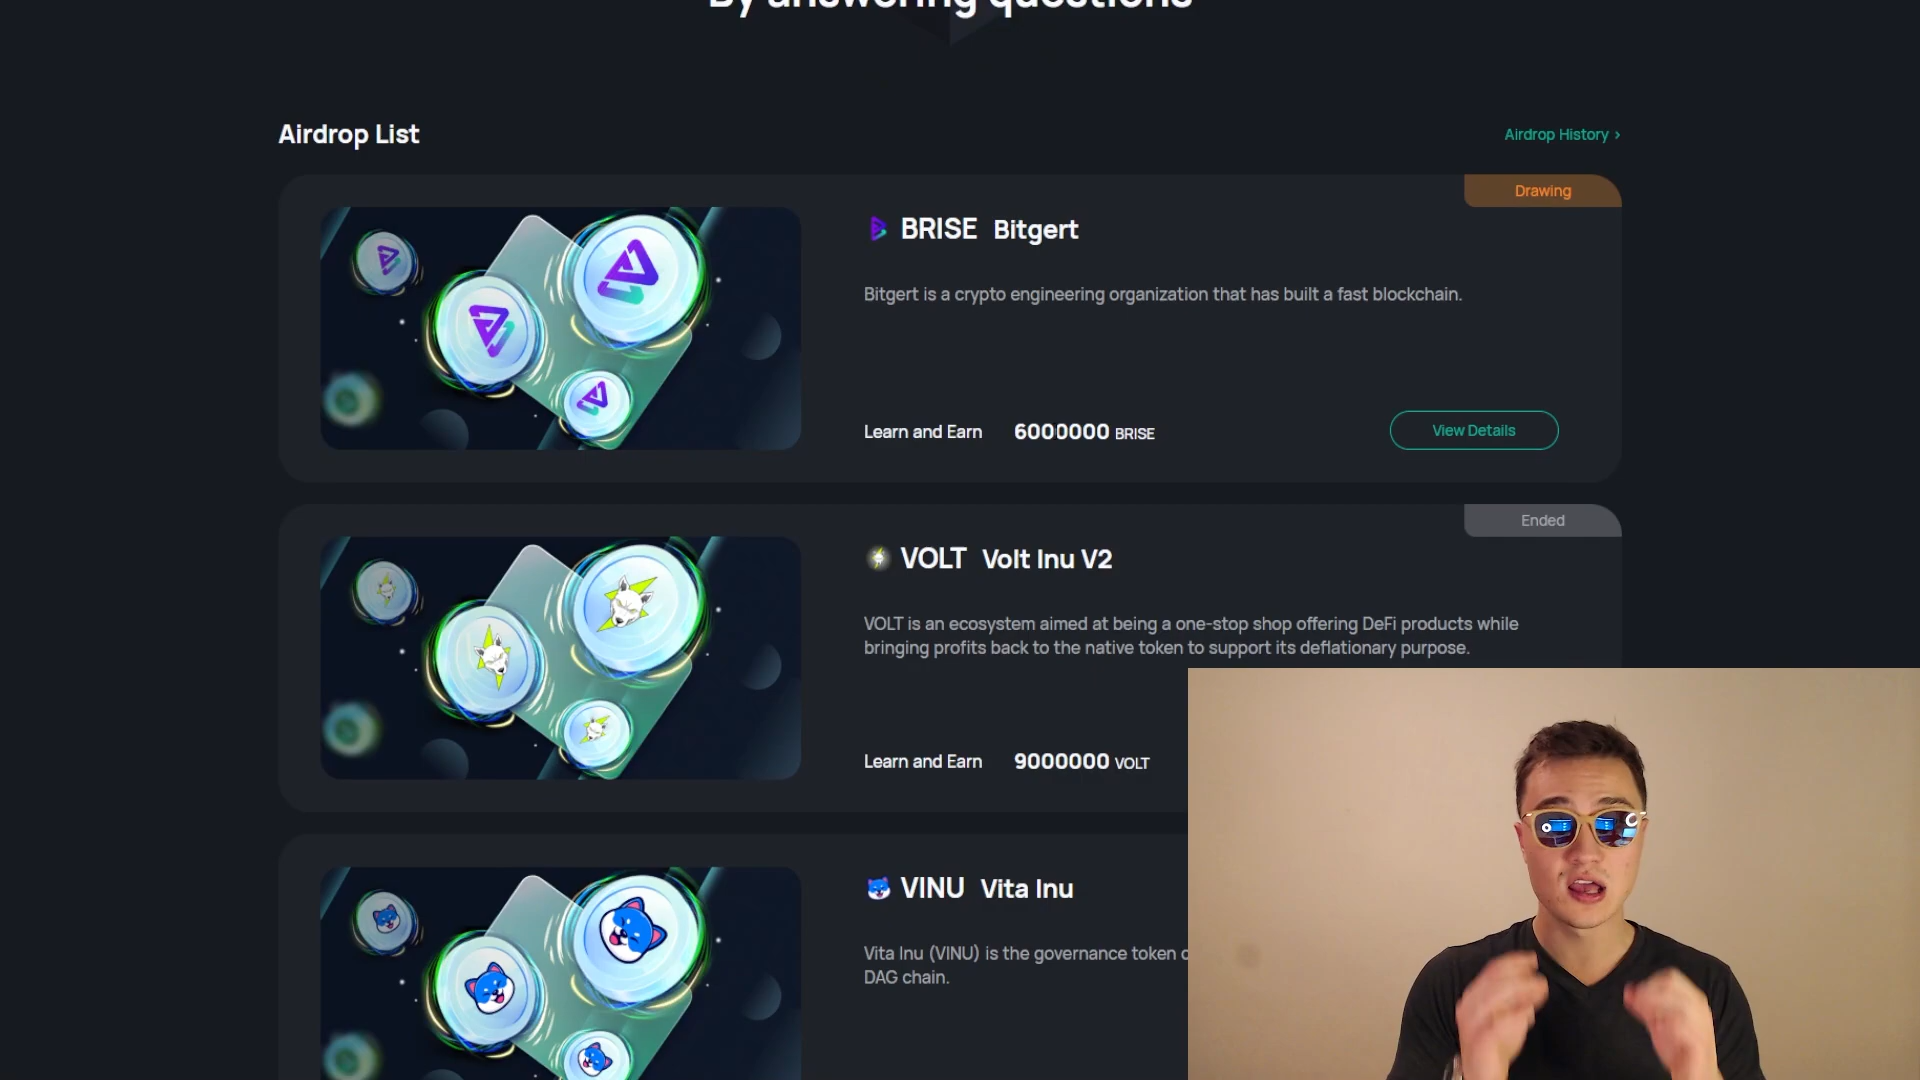 By answering questions
Airdrop List
Airdrop History ›
Drawing
BRISE Bitgert
Bitgert is a crypto engineering organization that has built a fast blockchain.
Learn and Earn 6000000 BRISE
View Details
Ended
VOLT Volt Inu V2
VOLT is an ecosystem aimed at being a one-stop shop offering DeFi products while
bringing profits back to the native token to support its deflationary purpose.
Learn and Earn 9000000 VOLT
VINU Vita Inu
Vita Inu (VINU) is the governance token
DAG chain.